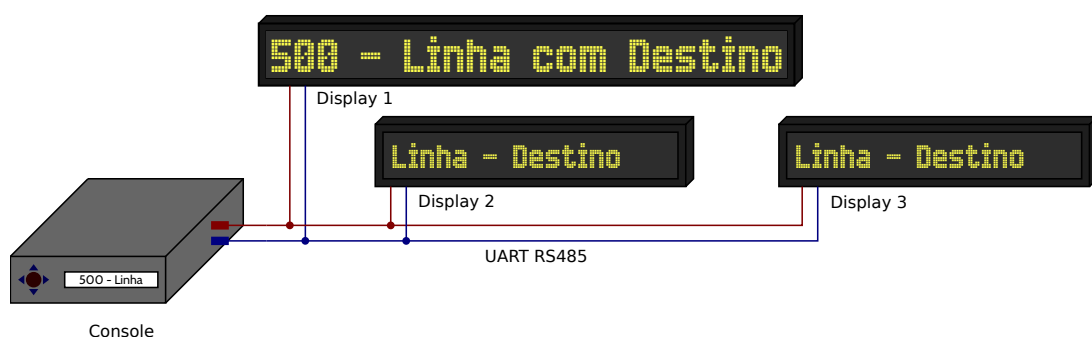 500 - Linha com Destino
Display 1
Linha - Destino
Display 2
Linha - Destino
Display 3
UART RS485
500 - Linha
Console